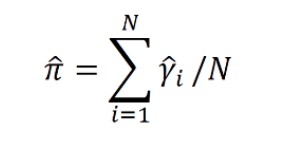 π̂ = ∑_{i=1}^{N} γ̂_i / N